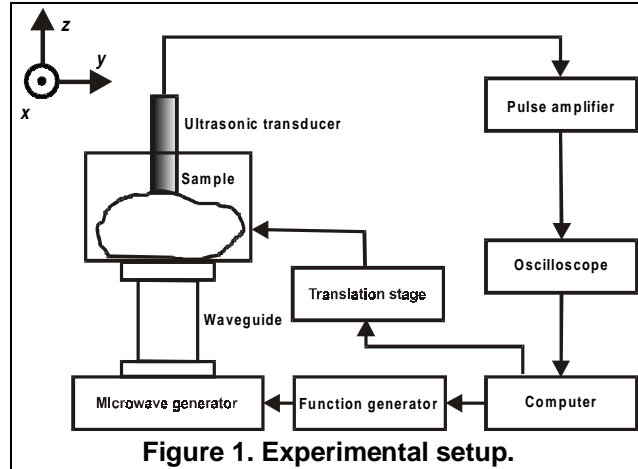 z
y
x
Ultrasonic transducer
Pulse amplifier
Sample
Oscilloscope
Translation stage
Waveguide
Microwave generator
Function generator
Computer
Figure 1. Experimental setup.